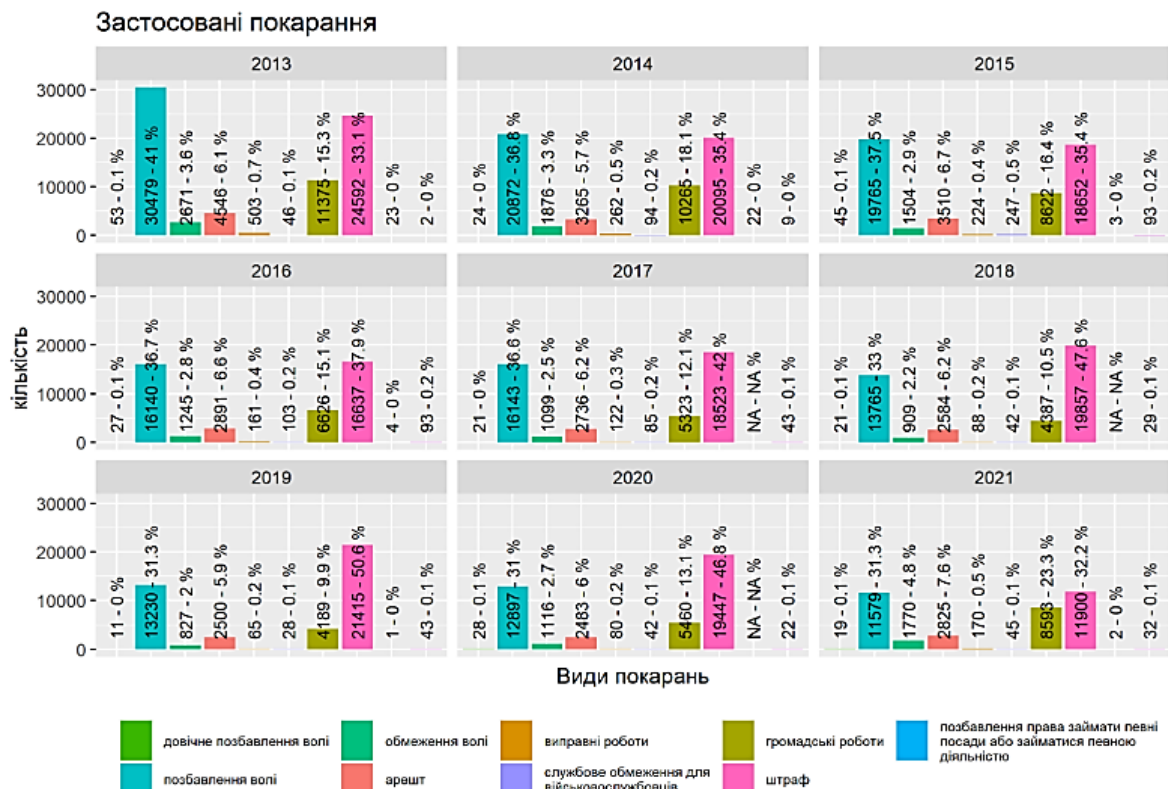 Застосовані покарання
2013
2014
2015
30000
20000
10000
0
53 - 0.1 %
30479 - 41 %
2671 - 3.6 %
4546 - 6.1 %
503 - 0.7 %
46 - 0.1 %
11375 - 15.3 %
24592 - 33.1 %
23 - 0 %
2 - 0 %
24 - 0 %
20872 - 36.8 %
1876 - 3.3 %
3265 - 5.7 %
262 - 0.5 %
94 - 0.2 %
10265 - 18.1 %
20095 - 35.4 %
22 - 0 %
9 - 0 %
45 - 0.1 %
19765 - 37.5 %
1504 - 2.9 %
3510 - 6.7 %
224 - 0.4 %
247 - 0.5 %
8622 - 16.4 %
18652 - 35.4 %
3 - 0 %
93 - 0.2 %
2016
2017
2018
кількість
30000
20000
10000
0
27 - 0.1 %
16140 - 36.7 %
1245 - 2.8 %
2891 - 6.6 %
161 - 0.4 %
103 - 0.2 %
6626 - 15.1 %
16637 - 37.9 %
4 - 0 %
93 - 0.2 %
21 - 0 %
16143 - 36.6 %
1099 - 2.5 %
2736 - 6.2 %
122 - 0.3 %
85 - 0.2 %
5323 - 12.1 %
18523 - 42 %
NA - NA %
43 - 0.1 %
21 - 0.1 %
13765 - 33 %
909 - 2.2 %
2584 - 6.2 %
88 - 0.2 %
42 - 0.1 %
4387 - 10.5 %
19857 - 47.6 %
NA - NA %
29 - 0.1 %
2019
2020
2021
30000
20000
10000
0
11 - 0 %
13230 - 31.3 %
827 - 2 %
2500 - 5.9 %
65 - 0.2 %
28 - 0.1 %
4189 - 9.9 %
21415 - 50.6 %
1 - 0 %
43 - 0.1 %
28 - 0.1 %
12897 - 31 %
1116 - 2.7 %
2483 - 6 %
80 - 0.2 %
42 - 0.1 %
5460 - 13.1 %
19447 - 46.8 %
NA - NA %
22 - 0.1 %
19 - 0.1 %
11579 - 31.3 %
1770 - 4.8 %
2825 - 7.6 %
170 - 0.5 %
45 - 0.1 %
8593 - 23.3 %
11900 - 32.2 %
2 - 0 %
32 - 0.1 %
Види покарань
довічне позбавлення волі
обмеження волі
виправні роботи
громадські роботи
позбавлення права займати певні
посади або займатися певною
діяльністю
позбавлення волі
арешт
службове обмеження для
військовослужбовців
штраф